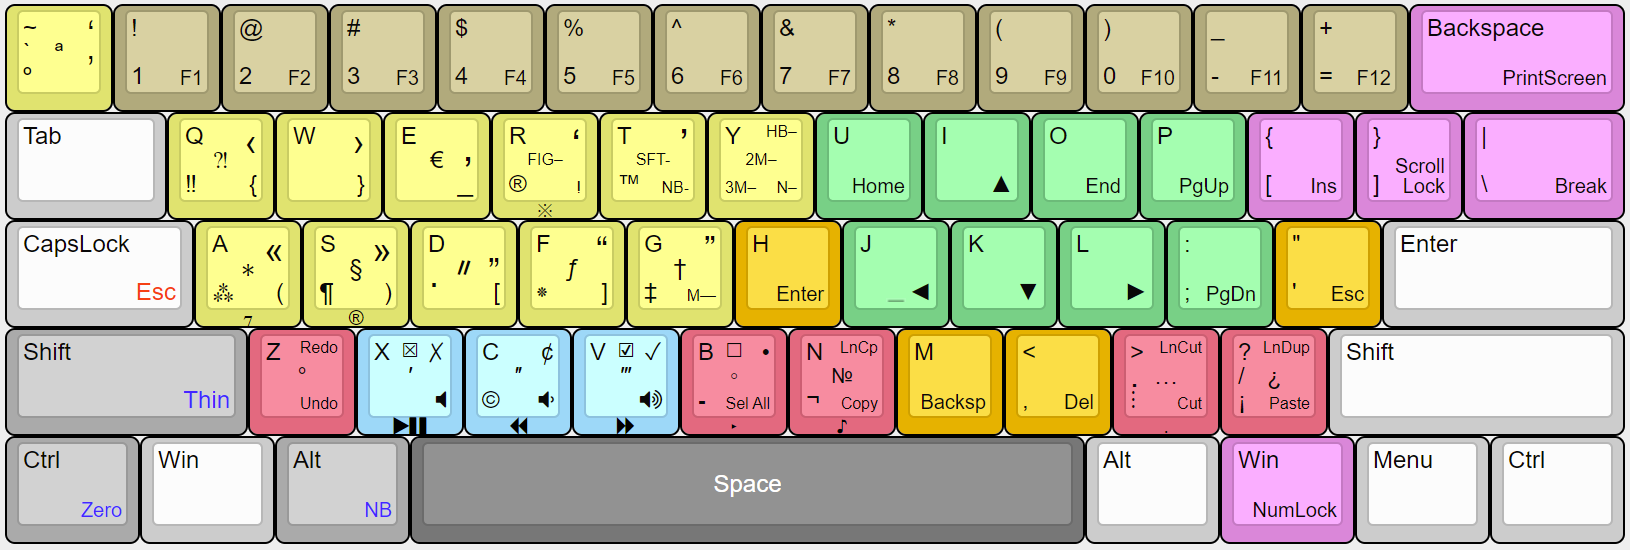 ~ ‘
` ª ’
º
! 1 F1
@ 2 F2
# 3 F3
$ 4 F4
% 5 F5
^ 6 F6
& 7 F7
* 8 F8
( 9 F9
) 0 F10
_ - F11
+ = F12
Backspace PrintScreen
Tab
Q ‹ ⁈ ‼ {
W › }
E € ‚ _
R ‘ FIG– ® ! ※
T ’ SFT- ™ NB-
Y HB– 2M– 3M– N–
U Home
I ▲
O End
P PgUp
{ [ Ins
} Scroll Lock ]
| \ Break
CapsLock Esc
A « * ⁂ ( 7
S » § ¶ ) ®
D 〃 ” · [
F “ ƒ ❊ ]
G ” † ‡ M—
H Enter
J _ ◀
K ▼
L ▶
: ; PgDn
" ' Esc
Enter
Shift Thin
Z Redo ° Undo
X ☒ ╳ ′ 🔈 ▶❚❚
C ¢ ″ © 🔉 ◀◀
V ☑ ✓ ‴ 🔊 ▶▶
B ☐ • ◦ - Sel All ‣
N LnCp № ¬ Copy ♪
M Backsp
< , Del
> LnCut . … ⋮ Cut .
? LnDup / ¿ ¡ Paste
Shift
Ctrl Zero
Win
Alt NB
Space
Alt
Win NumLock
Menu
Ctrl